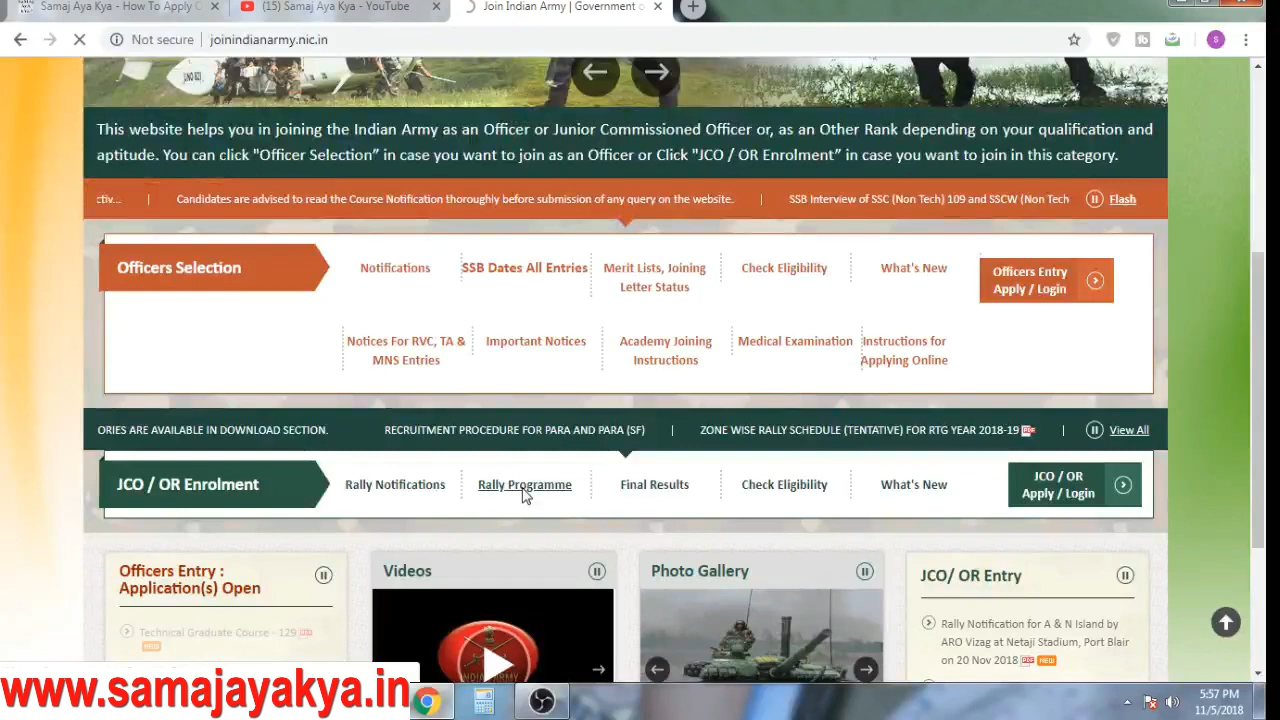 Samaj Aya Kya - How To Apply C
(15) Samaj Aya Kya - YouTube
Join Indian Army | Government o
Not secure | joinindianarmy.nic.in
This website helps you in joining the Indian Army as an Officer or Junior Commissioned Officer or, as an Other Rank depending on your qualification and
aptitude. You can click "Officer Selection" in case you want to join as an Officer or Click "JCO / OR Enrolment" in case you want to join in this category.
ctiv... | Candidates are advised to read the Course Notification thoroughly before submission of any query on the website. | SSB Interview of SSC (Non Tech) 109 and SSCW (Non Tech
Flash
Officers Selection
Notifications
SSB Dates All Entries
Merit Lists, Joining
Letter Status
Check Eligibility
What's New
Officers Entry
Apply / Login
Notices For RVC, TA &
MNS Entries
Important Notices
Academy Joining
Instructions
Medical Examination
Instructions for
Applying Online
ORIES ARE AVAILABLE IN DOWNLOAD SECTION.
RECRUITMENT PROCEDURE FOR PARA AND PARA (SF) |
ZONE WISE RALLY SCHEDULE (TENTATIVE) FOR RTG YEAR 2018-19 |
View All
JCO / OR Enrolment
Rally Notifications
Rally Programme
Final Results
Check Eligibility
What's New
JCO / OR
Apply / Login
Officers Entry :
Application(s) Open
Technical Graduate Course - 129
NEW
Videos
INDIAN ARMY
Photo Gallery
JCO/ OR Entry
Rally Notification for A & N Island by
ARO Vizag at Netaji Stadium, Port Blair
on 20 Nov 2018 NEW
www.samajayakya.in
5:57 PM
11/5/2018